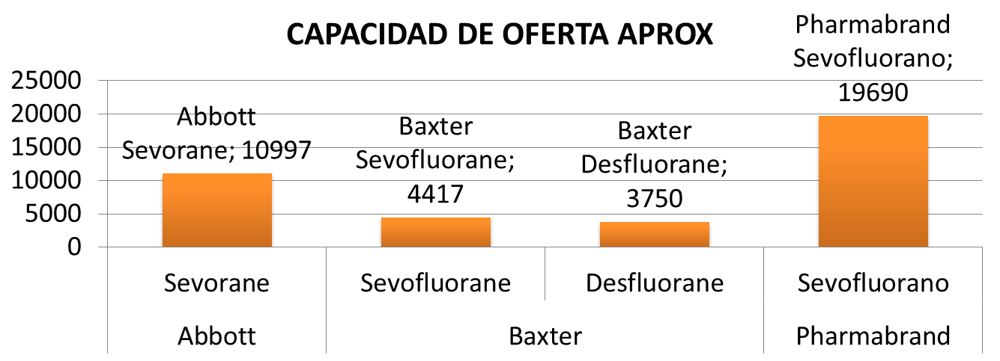 CAPACIDAD DE OFERTA APROX
25000
20000
15000
10000
5000
0
Abbott
Sevorane; 10997
Baxter
Sevofluorane;
4417
Baxter
Desfluorane;
3750
Pharmabrand
Sevofluorano;
19690
Sevorane
Sevofluorane
Desfluorane
Sevofluorano
Abbott
Baxter
Pharmabrand